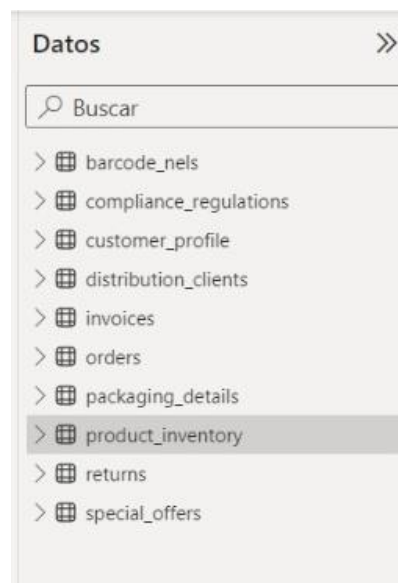 Datos
Buscar
barcode_nels
compliance_regulations
customer_profile
distribution_clients
invoices
orders
packaging_details
product_inventory
returns
special_offers